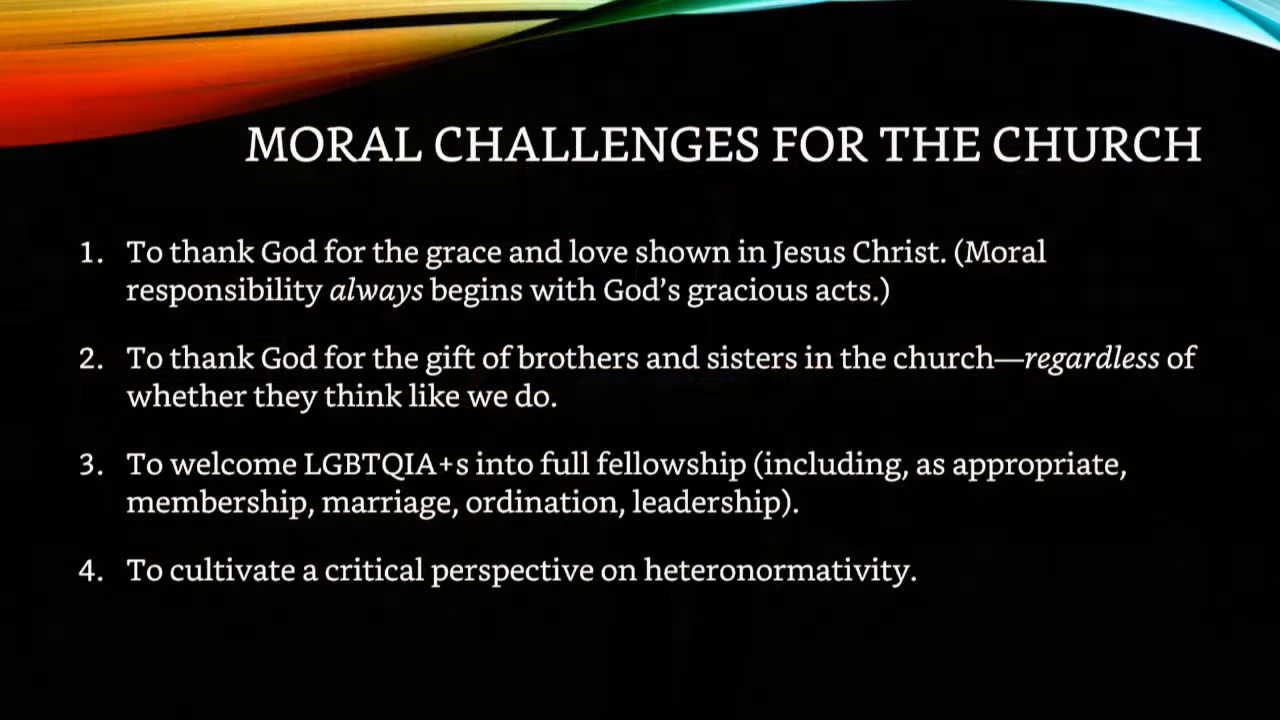 MORAL CHALLENGES FOR THE CHURCH
1. To thank God for the grace and love shown in Jesus Christ. (Moral
responsibility always begins with God's gracious acts.)
2. To thank God for the gift of brothers and sisters in the church—regardless of
whether they think like we do.
3. To welcome LGBTQIA+s into full fellowship (including, as appropriate,
membership, marriage, ordination, leadership).
4. To cultivate a critical perspective on heteronormativity.